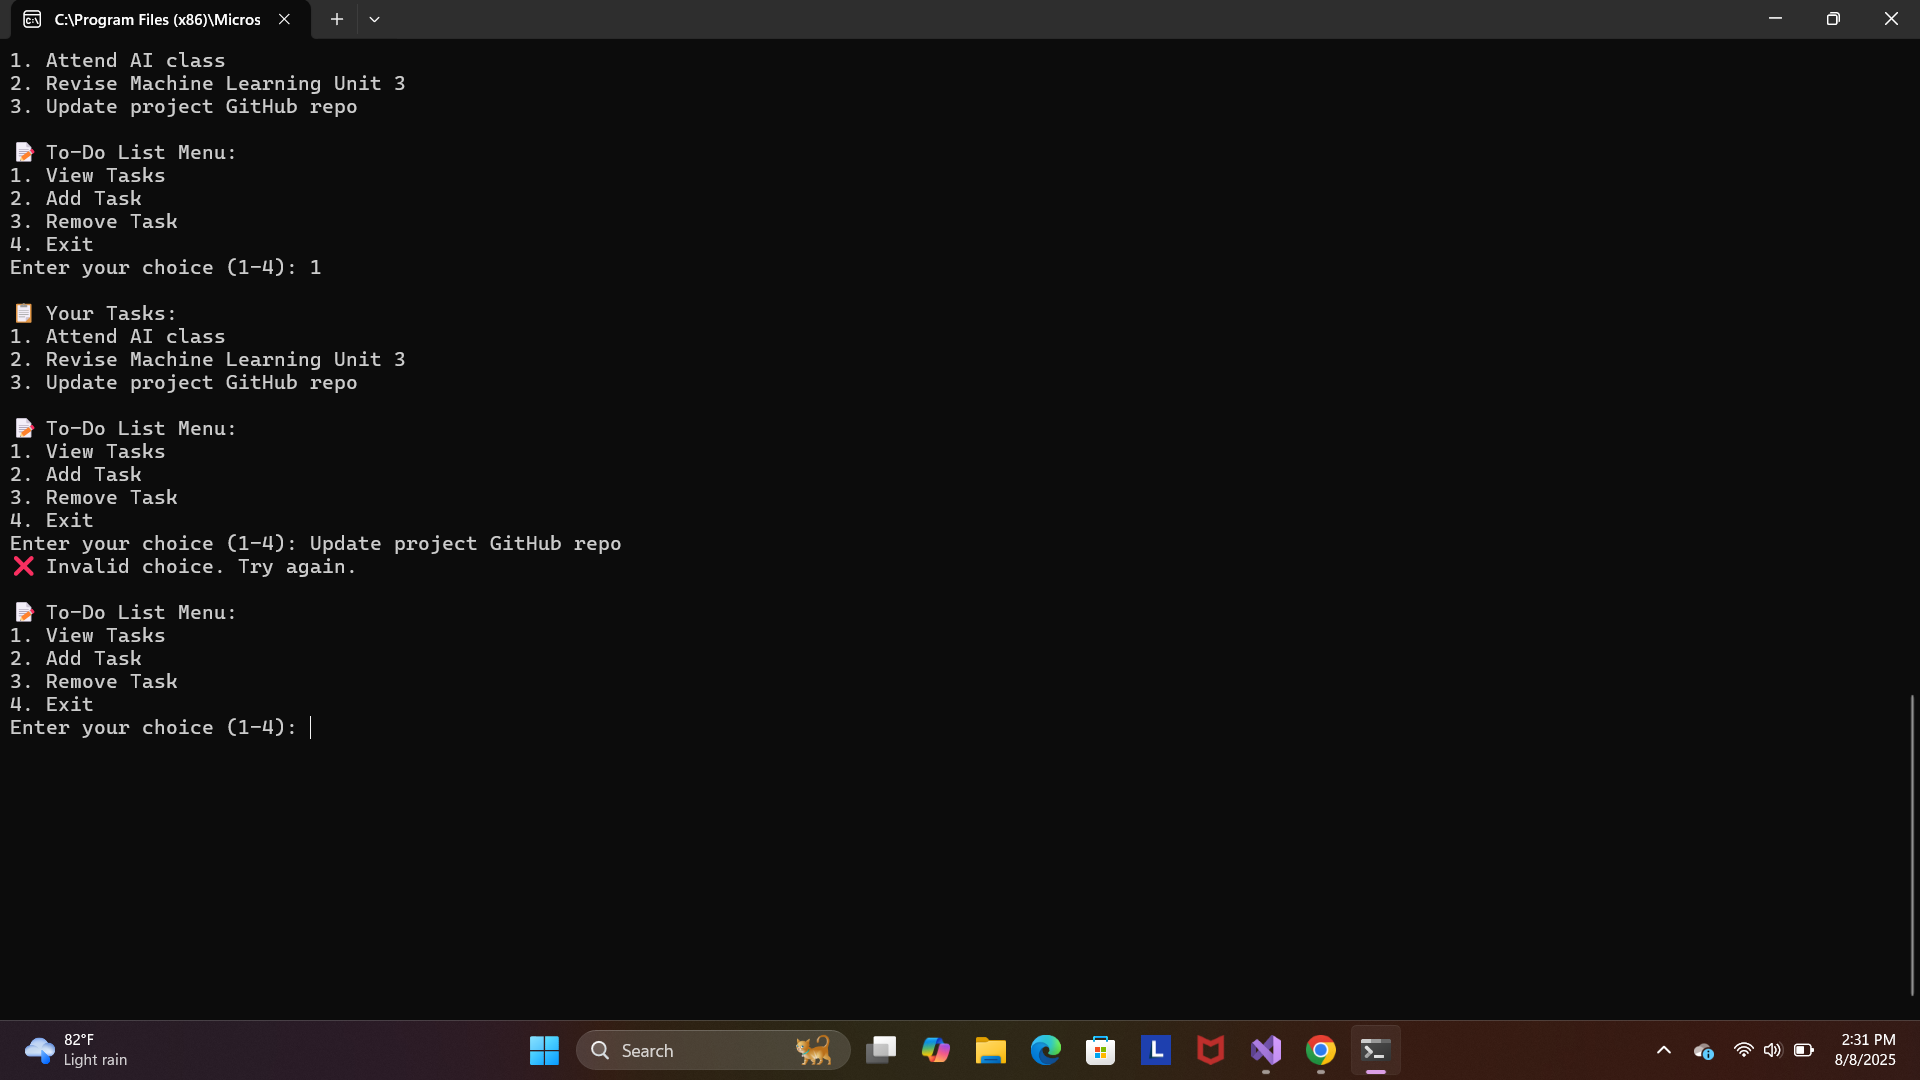 C:\Program Files (x86)\Micros
1. Attend AI class
2. Revise Machine Learning Unit 3
3. Update project GitHub repo
📝 To-Do List Menu:
1. View Tasks
2. Add Task
3. Remove Task
4. Exit
Enter your choice (1-4): 1
📋 Your Tasks:
1. Attend AI class
2. Revise Machine Learning Unit 3
3. Update project GitHub repo
📝 To-Do List Menu:
1. View Tasks
2. Add Task
3. Remove Task
4. Exit
Enter your choice (1-4): Update project GitHub repo
❌ Invalid choice. Try again.
📝 To-Do List Menu:
1. View Tasks
2. Add Task
3. Remove Task
4. Exit
Enter your choice (1-4):
82°F
Light rain
Search
L
2:31 PM
8/8/2025